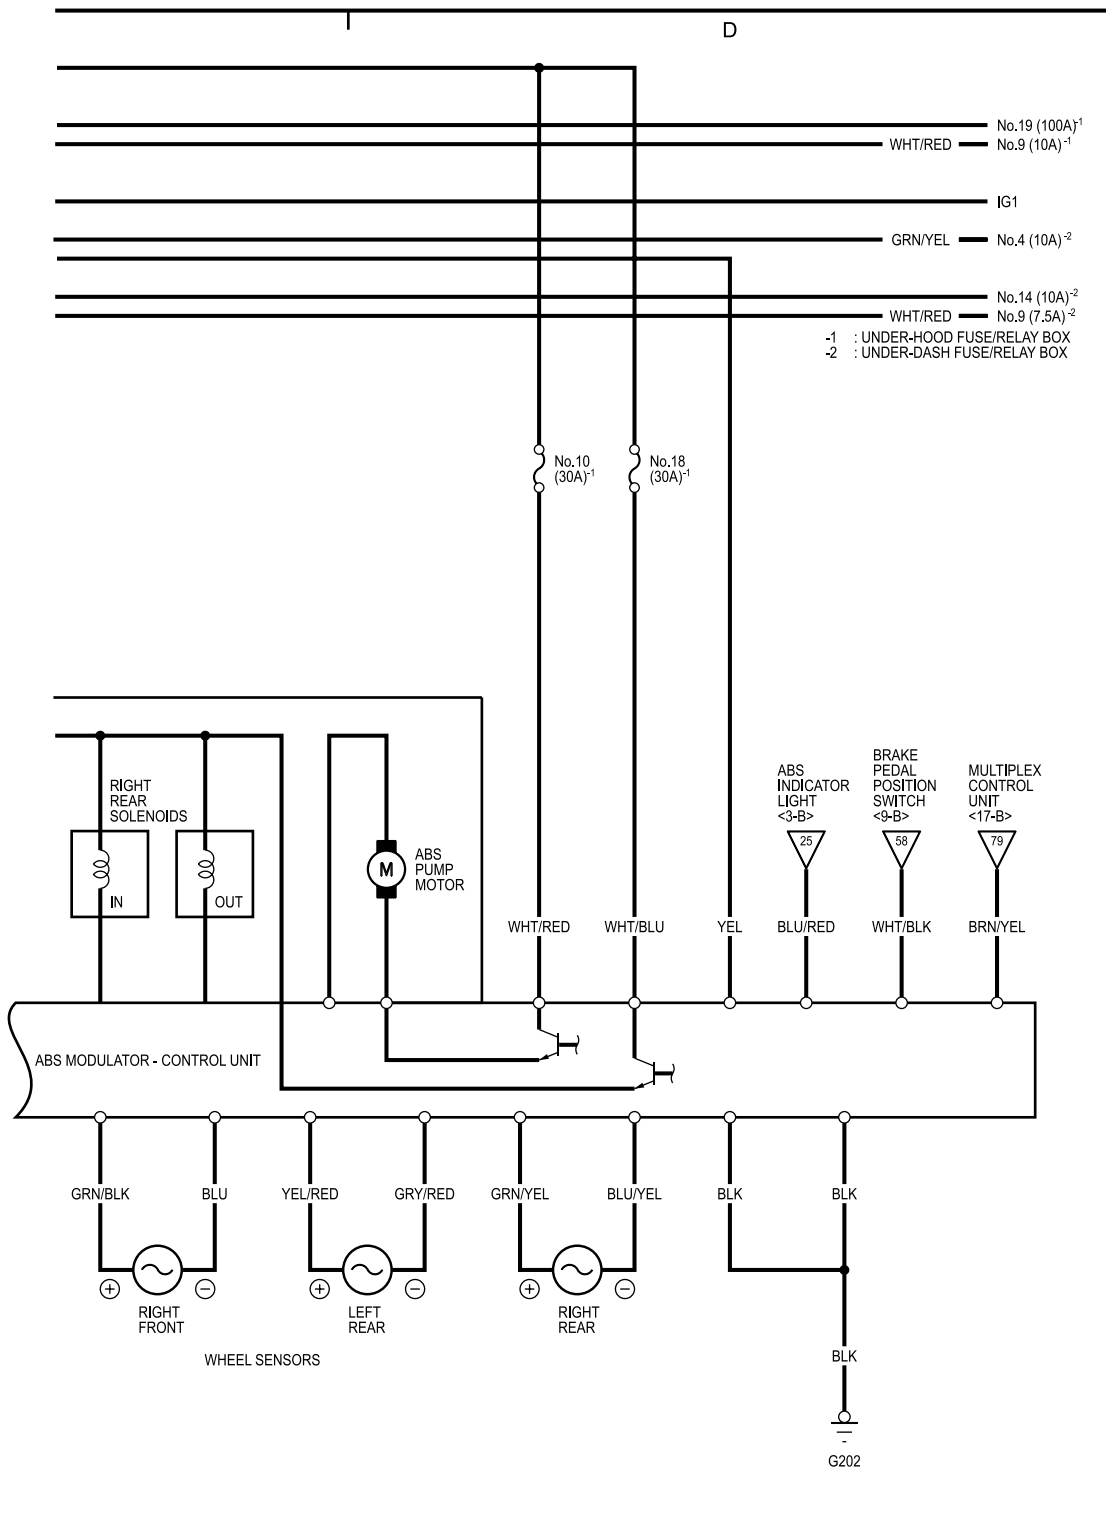 D
No.19 (100A)-1
WHT/RED No.9 (10A)-1
IG1
GRN/YEL No.4 (10A)-2
No.14 (10A)-2
WHT/RED No.9 (7.5A)-2
-1 : UNDER-HOOD FUSE/RELAY BOX
-2 : UNDER-DASH FUSE/RELAY BOX
No.10
(30A)-1
No.18
(30A)-1
RIGHT
REAR
SOLENOIDS
IN
OUT
M
ABS
PUMP
MOTOR
ABS
INDICATOR
LIGHT
<3-B>
25
BRAKE
PEDAL
POSITION
SWITCH
<9-B>
58
MULTIPLEX
CONTROL
UNIT
<17-B>
79
WHT/RED WHT/BLU YEL BLU/RED WHT/BLK BRN/YEL
ABS MODULATOR - CONTROL UNIT
GRN/BLK BLU YEL/RED GRY/RED GRN/YEL BLU/YEL BLK BLK
+ − + − + −
RIGHT
FRONT
LEFT
REAR
RIGHT
REAR
WHEEL SENSORS
BLK
G202